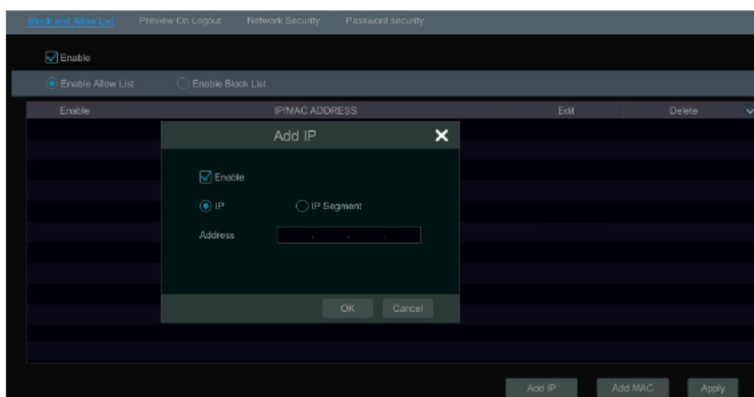 Block and Allow List Preview On Logout Network Security Password security
Enable
Enable Allow List Enable Block List
Enable IP/MAC ADDRESS Edit Delete
Add IP
Enable
IP IP Segment
Address
OK Cancel
Add IP Add MAC Apply